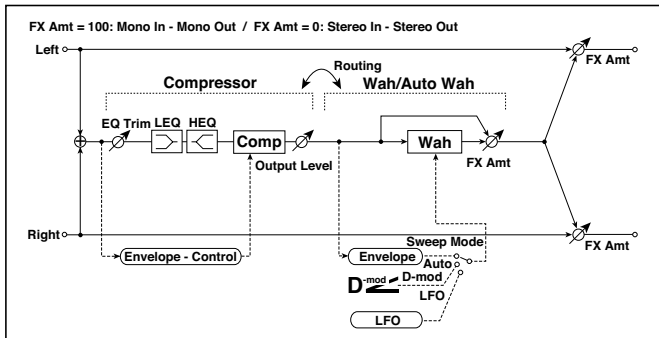 FX Amt = 100: Mono In - Mono Out / FX Amt = 0: Stereo In - Stereo Out
Left
FX Amt
Routing
Compressor
Wah/Auto Wah
EQ Trim
LEQ
HEQ
Comp
Output Level
Wah
FX Amt
Right
FX Amt
Envelope - Control
Envelope
Sweep Mode
Auto
D-mod
D-mod
LFO
LFO